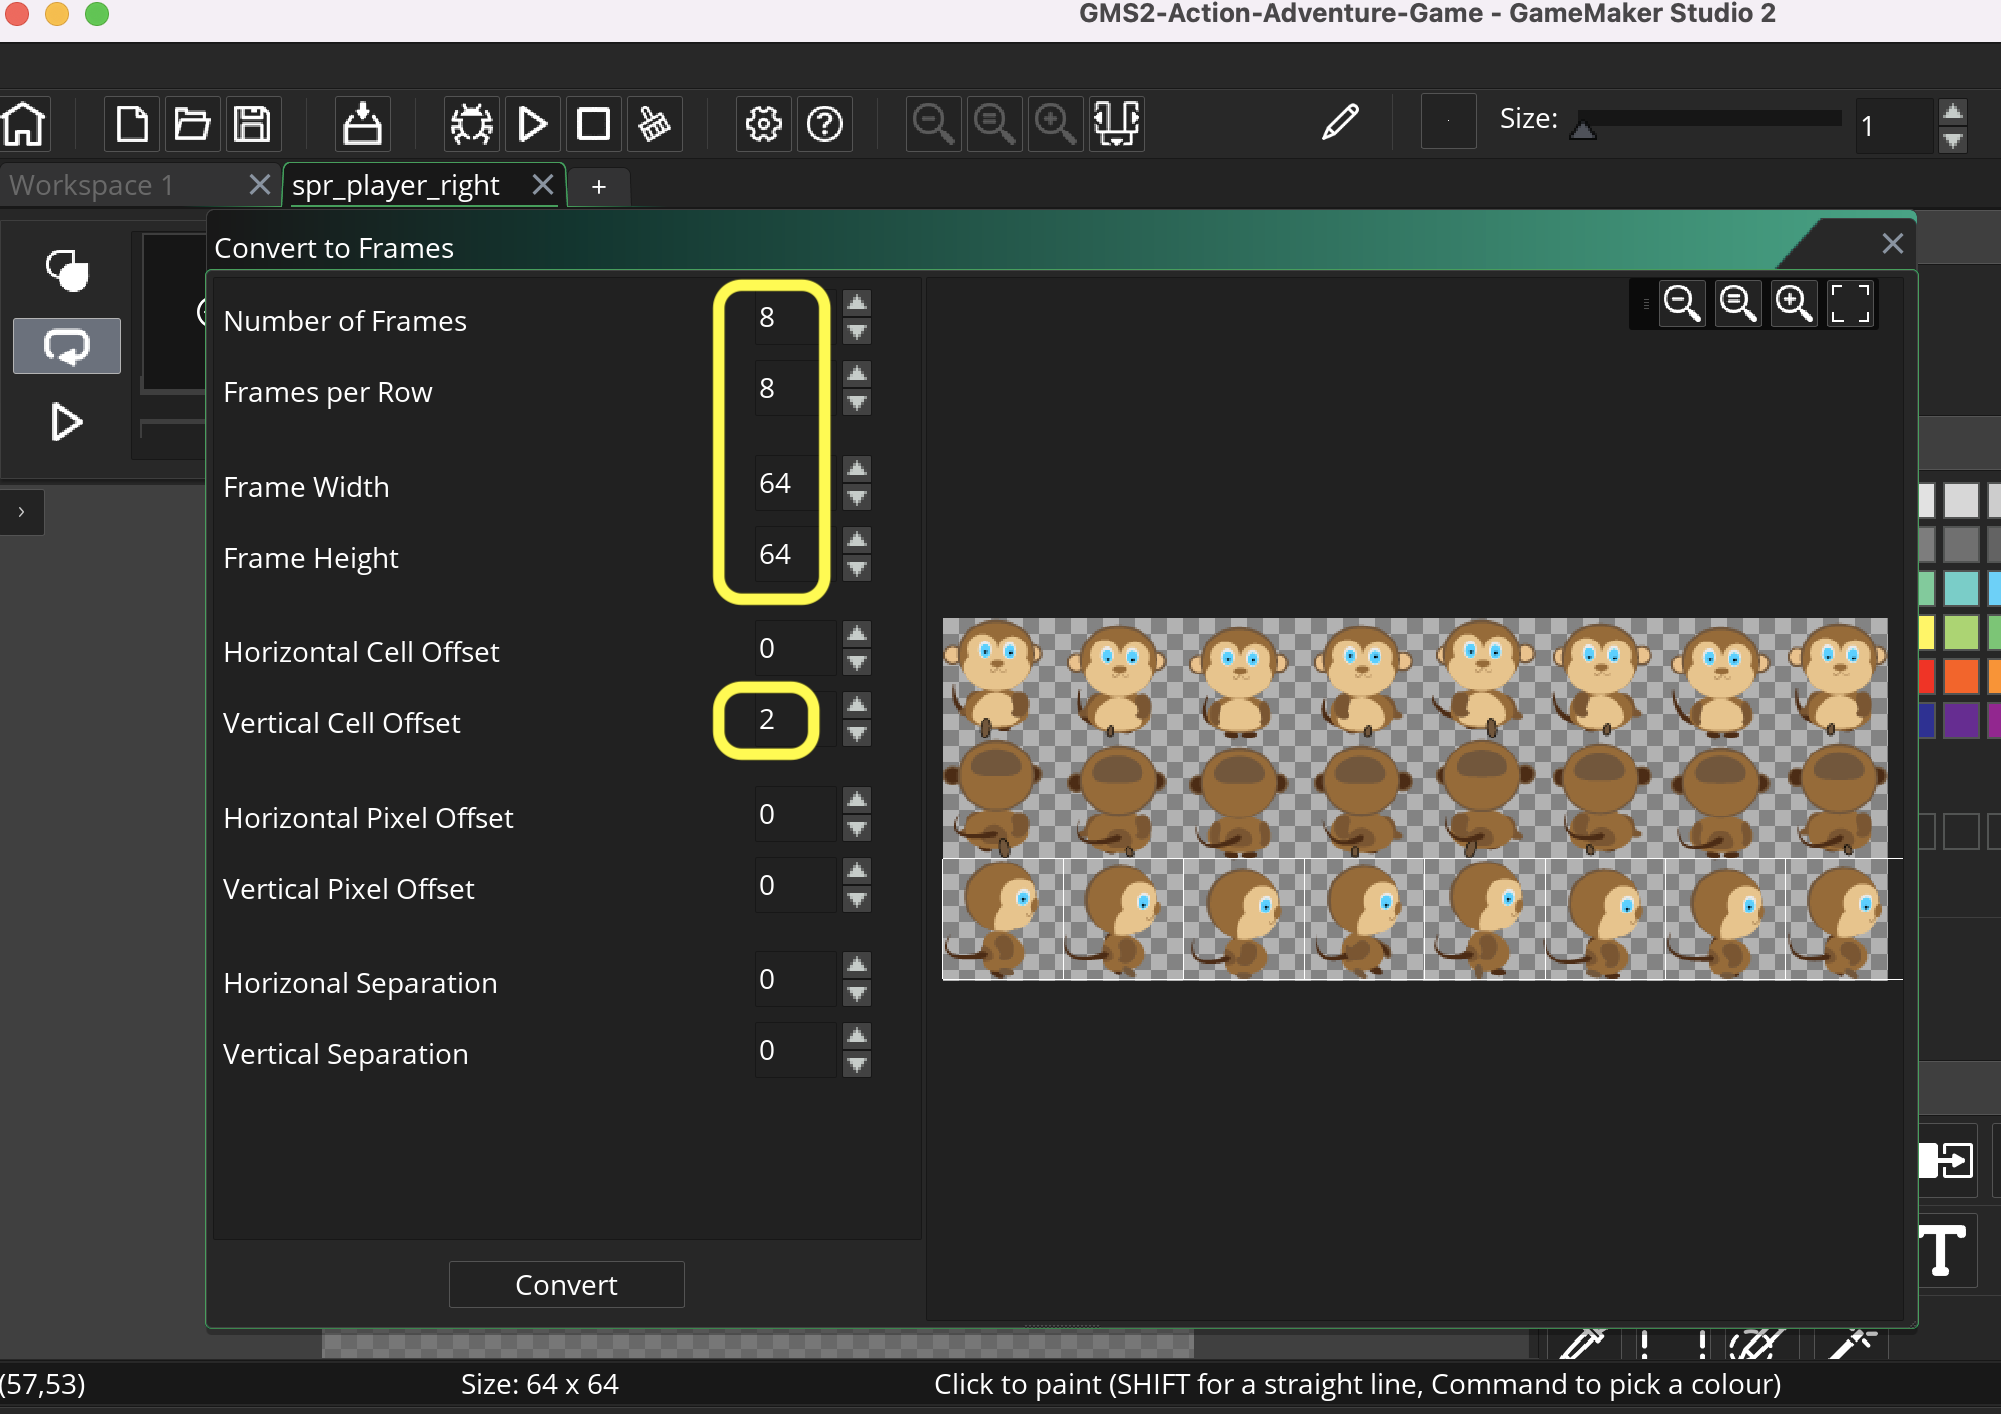 GMS2-Action-Adventure-Game - GameMaker Studio 2
Size: 1
Workspace 1 spr_player_right +
Convert to Frames
Number of Frames 8
Frames per Row 8
Frame Width 64
Frame Height 64
Horizontal Cell Offset 0
Vertical Cell Offset 2
Horizontal Pixel Offset 0
Vertical Pixel Offset 0
Horizonal Separation 0
Vertical Separation 0
Convert
T
(57,53) Size: 64 x 64 Click to paint (SHIFT for a straight line, Command to pick a colour)